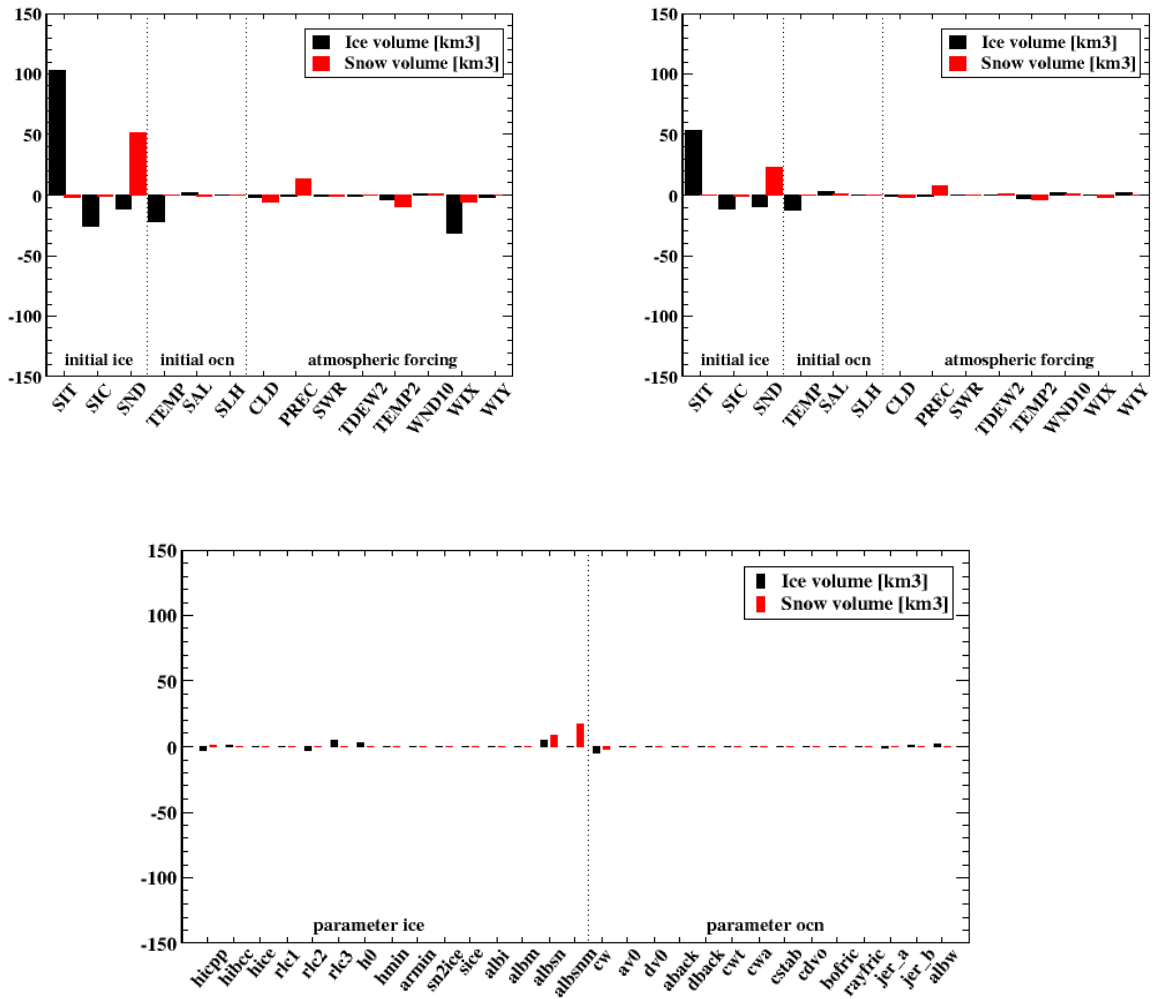 150
100
50
0
-50
-100
-150
Ice volume [km3]
Snow volume [km3]
initial ice
initial ocn
atmospheric forcing
SIT
SIC
SND
TEMP
SAL
SLH
CLD
PREC
SWR
TDEW2
TEMP2
WND10
WIX
WIY
150
100
50
0
-50
-100
-150
Ice volume [km3]
Snow volume [km3]
initial ice
initial ocn
atmospheric forcing
SIT
SIC
SND
TEMP
SAL
SLH
CLD
PREC
SWR
TDEW2
TEMP2
WND10
WIX
WIY
150
100
50
0
-50
-100
-150
Ice volume [km3]
Snow volume [km3]
parameter ice
parameter ocn
hicpp
hibcc
hice
rlc1
rlc2
rlc3
h0
hmin
armin
sn2ice
sice
albi
albm
albsn
albsnm
cw
av0
dv0
aback
dback
cwt
cwa
cstab
cdvo
bofric
rayfric
jer_a
jer_b
albw